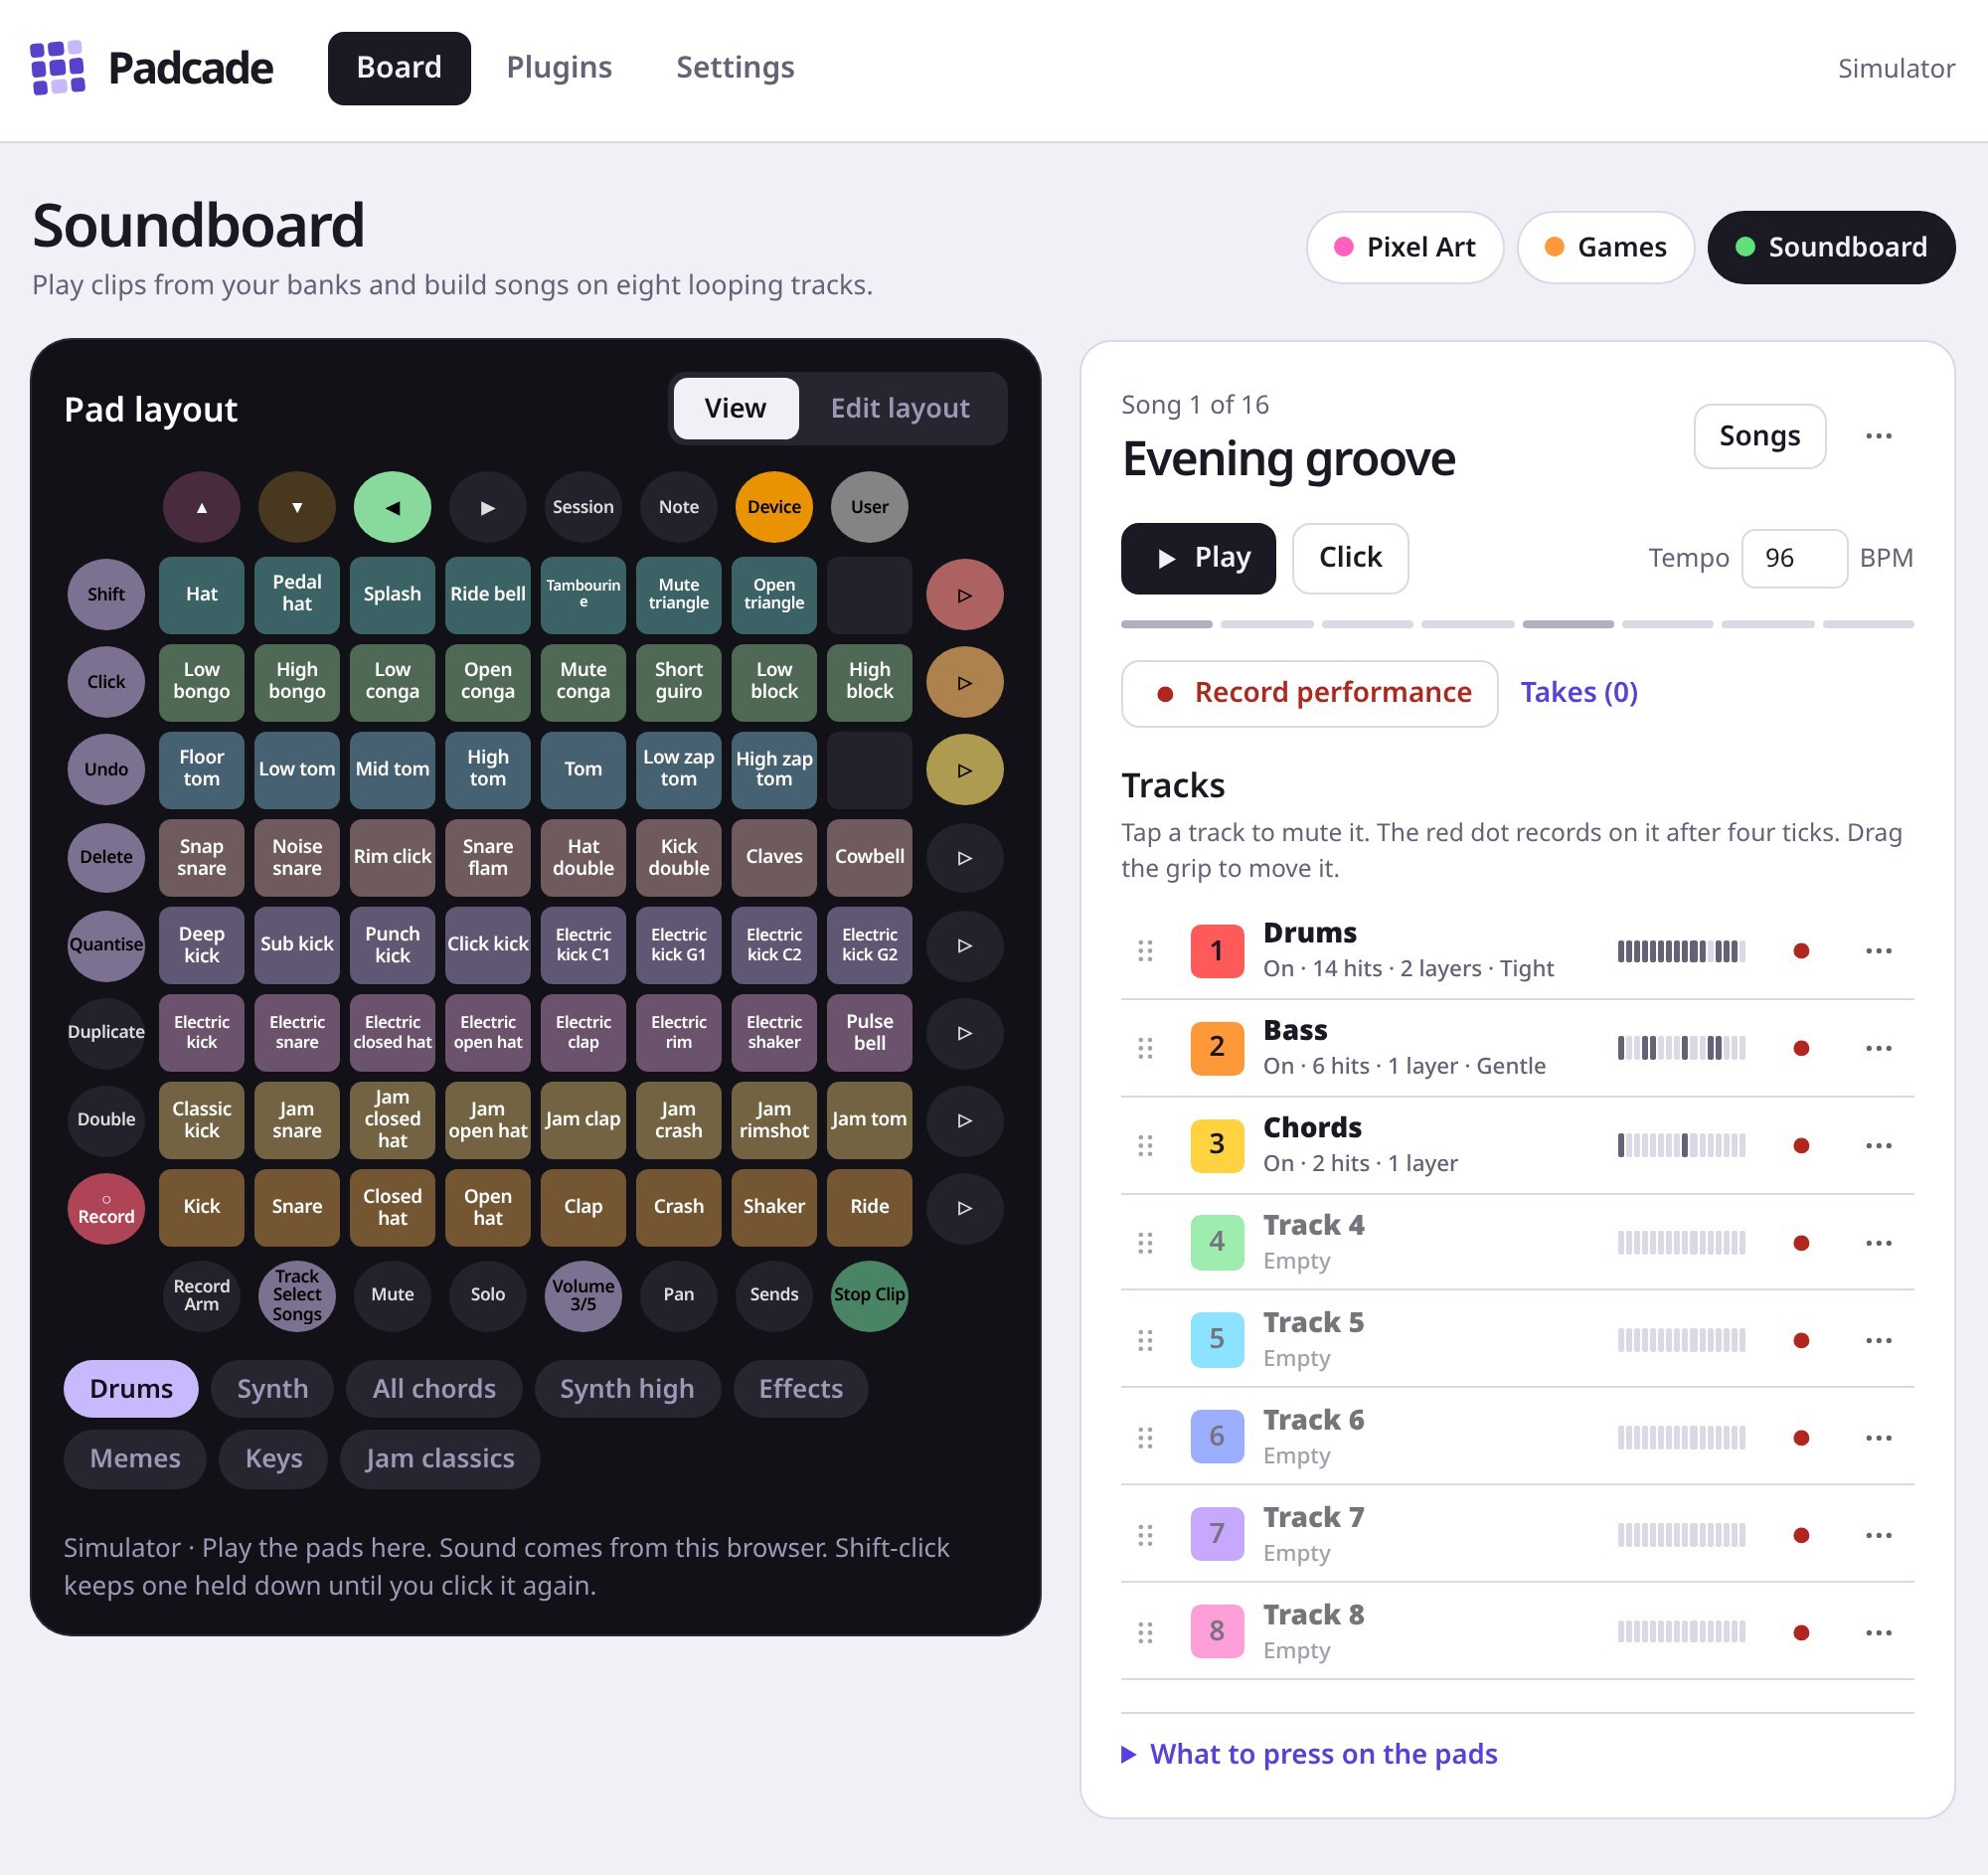 Padcade
Board
Plugins
Settings
Simulator
Soundboard
Play clips from your banks and build songs on eight looping tracks.
Pixel Art
Games
Soundboard
Pad layout
View
Edit layout
▲ ▼ ◀ ▶ Session Note Device User
Shift
Hat
Pedal
hat
Splash
Ride bell
Tambourin
e
Mute
triangle
Open
triangle
▷
Click
Low
bongo
High
bongo
Low
conga
Open
conga
Mute
conga
Short
guiro
Low
block
High
block
▷
Undo
Floor
tom
Low tom
Mid tom
High
tom
Tom
Low zap
tom
High zap
tom
▷
Delete
Snap
snare
Noise
snare
Rim click
Snare
flam
Hat
double
Kick
double
Claves
Cowbell
▷
Quantise
Deep
kick
Sub kick
Punch
kick
Click kick
Electric
kick C1
Electric
kick G1
Electric
kick C2
Electric
kick G2
▷
Duplicate
Electric
kick
Electric
snare
Electric
closed hat
Electric
open hat
Electric
clap
Electric
rim
Electric
shaker
Pulse
bell
▷
Double
Classic
kick
Jam
snare
Jam
closed
hat
Jam
open hat
Jam clap
Jam
crash
Jam
rimshot
Jam tom
▷
○
Record
Kick
Snare
Closed
hat
Open
hat
Clap
Crash
Shaker
Ride
▷
Record
Arm
Track
Select
Songs
Mute
Solo
Volume
3/5
Pan
Sends
Stop Clip
Drums
Synth
All chords
Synth high
Effects
Memes
Keys
Jam classics
Simulator · Play the pads here. Sound comes from this browser. Shift-click
keeps one held down until you click it again.
Song 1 of 16
Evening groove
Songs
···
▶ Play
Click
Tempo 96 BPM
Record performance
Takes (0)
Tracks
Tap a track to mute it. The red dot records on it after four ticks. Drag
the grip to move it.
1
Drums
On · 14 hits · 2 layers · Tight
2
Bass
On · 6 hits · 1 layer · Gentle
3
Chords
On · 2 hits · 1 layer
4
Track 4
Empty
5
Track 5
Empty
6
Track 6
Empty
7
Track 7
Empty
8
Track 8
Empty
▶ What to press on the pads